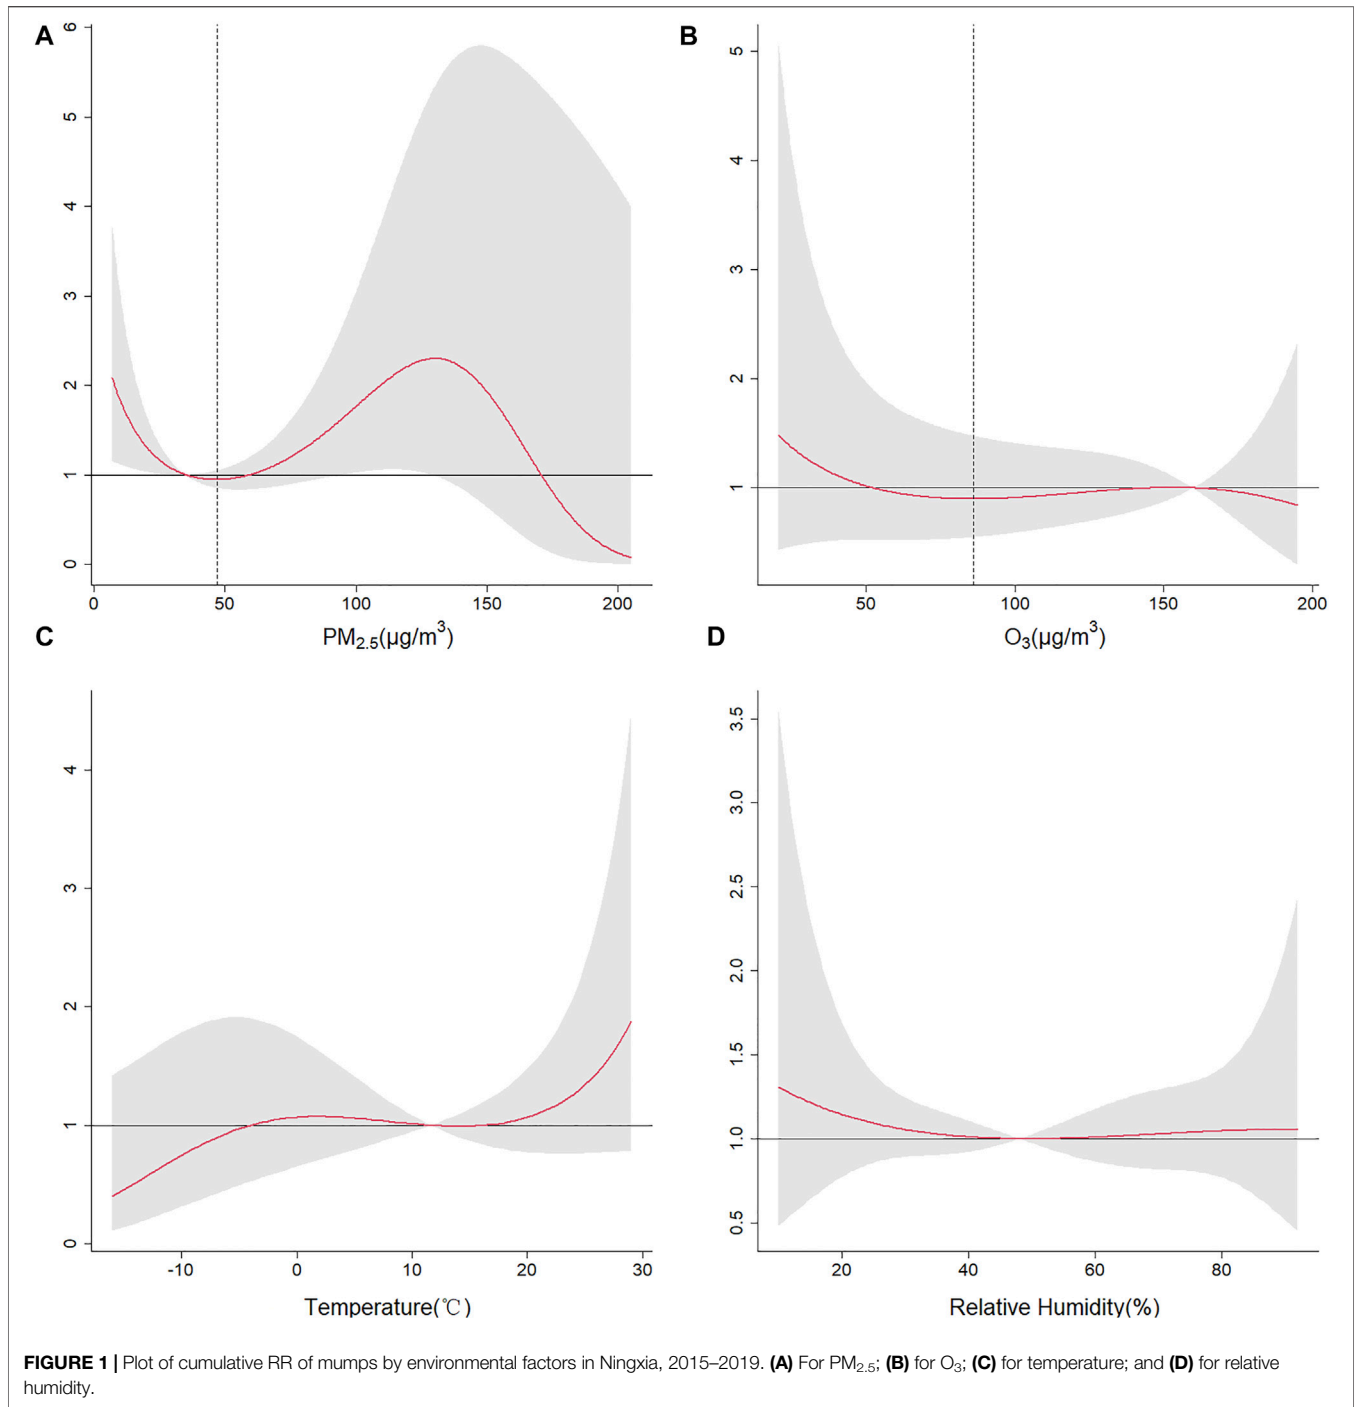 A
6
5
4
3
2
1
0
0 50 100 150 200
PM2.5(µg/m3)
B
5
4
3
2
1
50 100 150 200
O3(µg/m3)
C
4
3
2
1
0
-10 0 10 20 30
Temperature(℃)
D
3.5
3.0
2.5
2.0
1.5
1.0
0.5
20 40 60 80
Relative Humidity(%)
FIGURE 1 | Plot of cumulative RR of mumps by environmental factors in Ningxia, 2015–2019. (A) For PM2.5; (B) for O3; (C) for temperature; and (D) for relative
humidity.